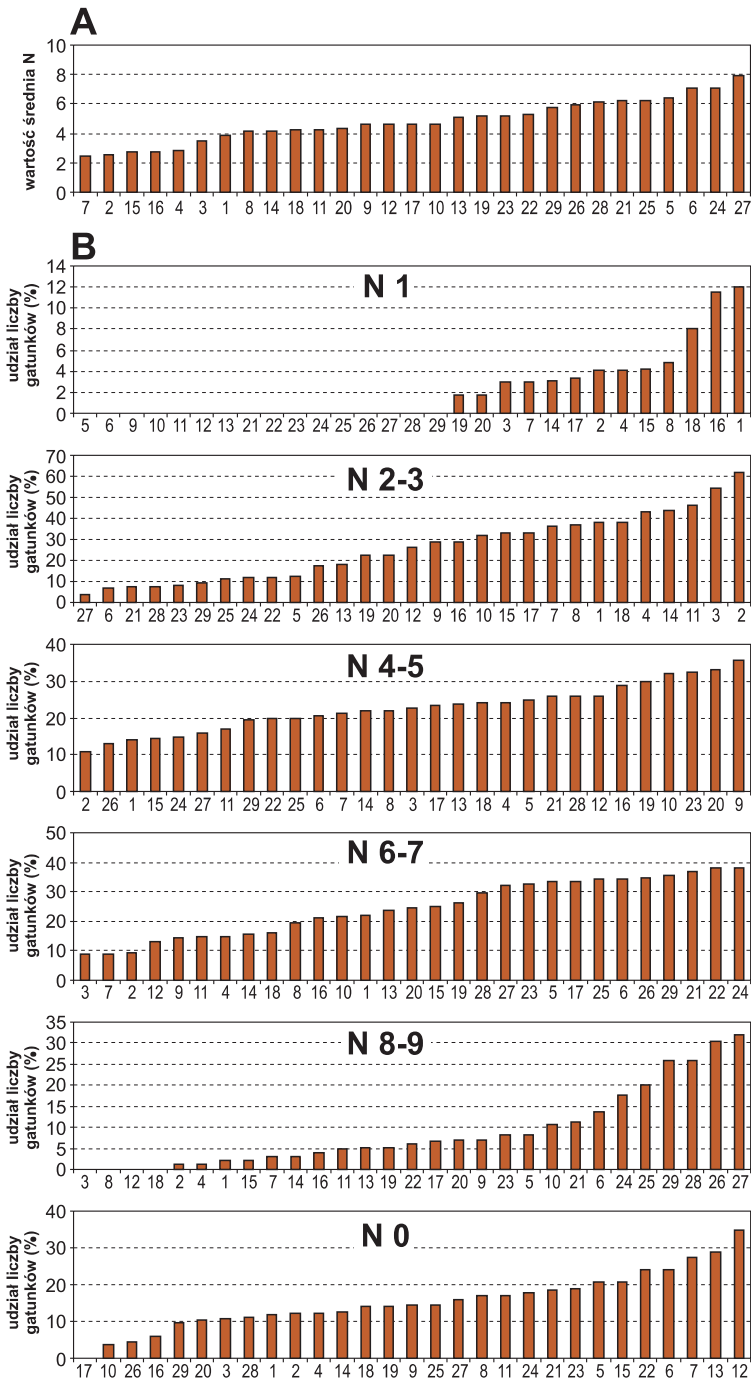 A
wartość średnia N
10
8
6
4
2
0
7 2 15 16 4 3 1 8 14 18 11 20 9 12 17 10 13 19 23 22 29 26 28 21 25 5 6 24 27
B
N 1
udział liczby
gatunków (%)
14
12
10
8
6
4
2
0
5 6 9 10 11 12 13 21 22 23 24 25 26 27 28 29 19 20 3 7 14 17 2 4 15 8 18 16 1
N 2-3
udział liczby
gatunków (%)
70
60
50
40
30
20
10
0
27 6 21 28 23 29 25 24 22 5 26 13 19 20 12 9 16 10 15 17 7 8 1 18 4 14 11 3 2
N 4-5
udział liczby
gatunków (%)
40
30
20
10
0
2 26 1 15 24 27 11 29 22 25 6 7 14 8 3 17 13 18 4 5 21 28 12 16 19 10 23 20 9
N 6-7
udział liczby
gatunków (%)
50
40
30
20
10
0
3 7 2 12 9 11 4 14 18 8 16 10 1 13 20 15 19 28 27 23 5 17 25 6 26 29 21 22 24
N 8-9
udział liczby
gatunków (%)
35
30
25
20
15
10
5
0
3 8 12 18 2 4 1 15 7 14 16 11 13 19 22 17 20 9 23 5 10 21 6 24 25 29 28 26 27
N 0
udział liczby
gatunków (%)
40
30
20
10
0
17 10 26 16 29 20 3 28 1 2 4 14 18 19 9 25 27 8 11 24 21 23 5 15 22 6 7 13 12